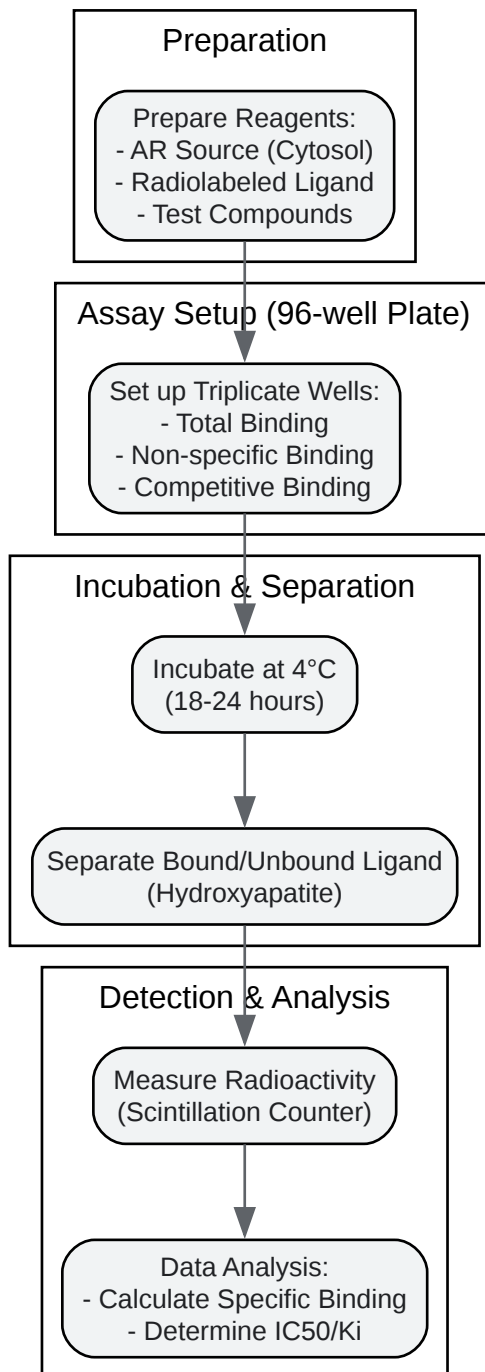 Preparation
Prepare Reagents:
- AR Source (Cytosol)
- Radiolabeled Ligand
- Test Compounds
Assay Setup (96-well Plate)
Set up Triplicate Wells:
- Total Binding
- Non-specific Binding
- Competitive Binding
Incubation & Separation
Incubate at 4°C
(18-24 hours)
Separate Bound/Unbound Ligand
(Hydroxyapatite)
Detection & Analysis
Measure Radioactivity
(Scintillation Counter)
Data Analysis:
- Calculate Specific Binding
- Determine IC50/Ki